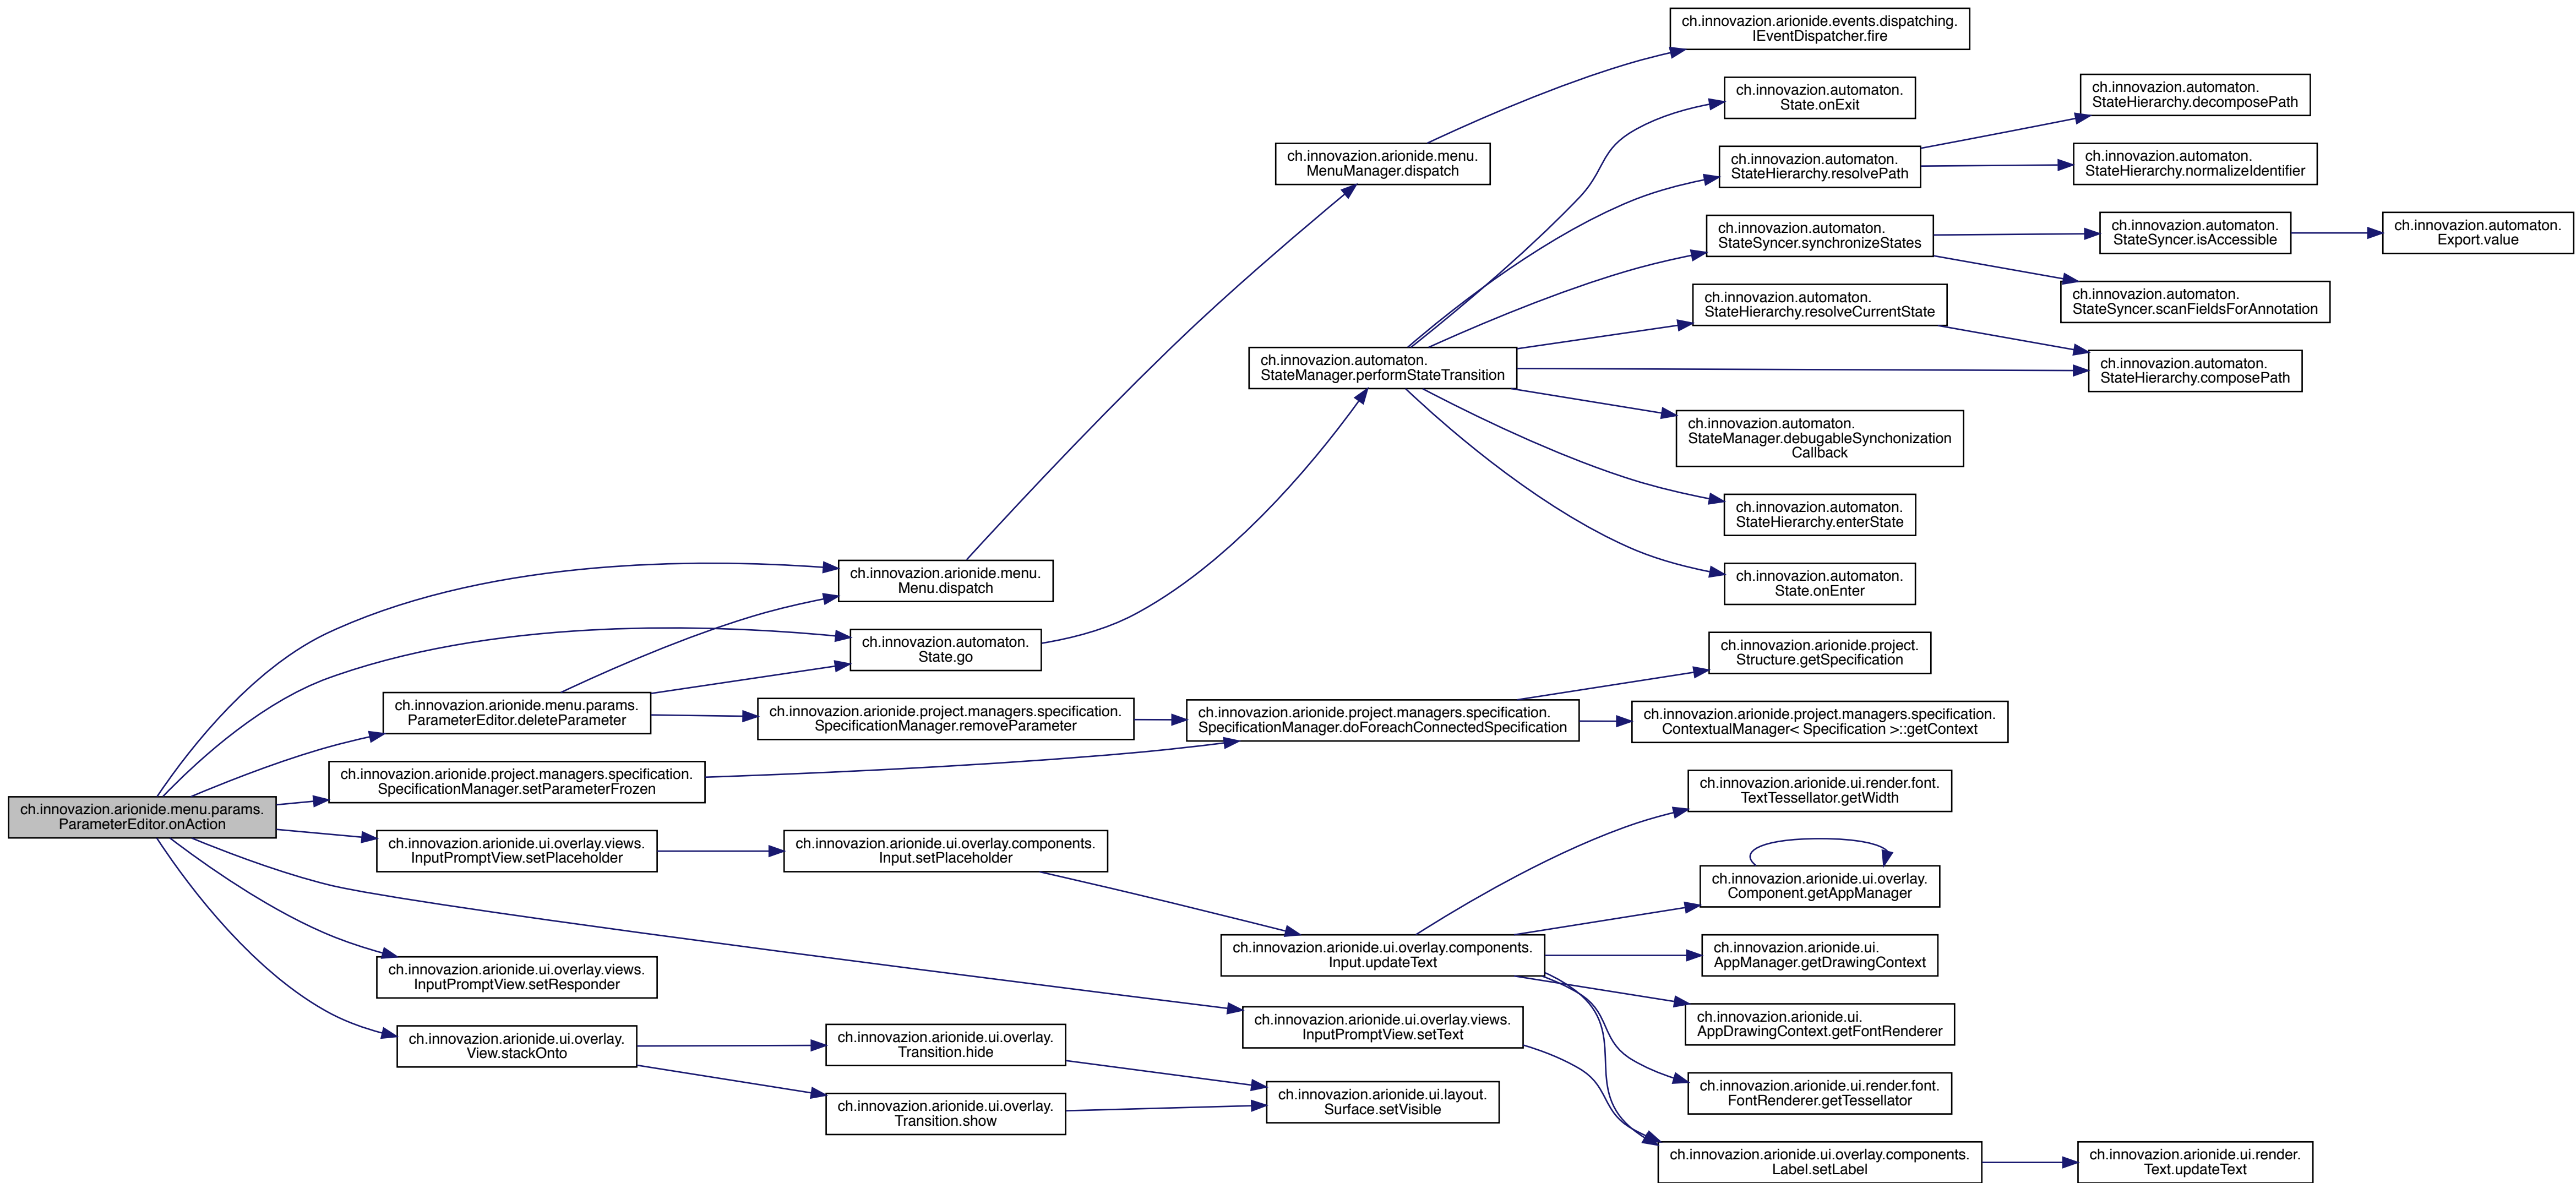 ch.innovazion.arionide.events.dispatching.
IEventDispatcher.fire
ch.innovazion.automaton.
State.onExit
ch.innovazion.automaton.
StateHierarchy.decomposePath
ch.innovazion.arionide.menu.
MenuManager.dispatch
ch.innovazion.automaton.
StateHierarchy.resolvePath
ch.innovazion.automaton.
StateHierarchy.normalizeIdentifier
ch.innovazion.automaton.
StateSyncer.synchronizeStates
ch.innovazion.automaton.
StateSyncer.isAccessible
ch.innovazion.automaton.
Export.value
ch.innovazion.automaton.
StateHierarchy.resolveCurrentState
ch.innovazion.automaton.
StateSyncer.scanFieldsForAnnotation
ch.innovazion.automaton.
StateManager.performStateTransition
ch.innovazion.automaton.
StateHierarchy.composePath
ch.innovazion.automaton.
StateManager.debugableSynchonization
Callback
ch.innovazion.automaton.
StateHierarchy.enterState
ch.innovazion.arionide.menu.
Menu.dispatch
ch.innovazion.automaton.
State.onEnter
ch.innovazion.automaton.
State.go
ch.innovazion.arionide.project.
Structure.getSpecification
ch.innovazion.arionide.menu.params.
ParameterEditor.deleteParameter
ch.innovazion.arionide.project.managers.specification.
SpecificationManager.removeParameter
ch.innovazion.arionide.project.managers.specification.
SpecificationManager.doForeachConnectedSpecification
ch.innovazion.arionide.project.managers.specification.
ContextualManager< Specification >::getContext
ch.innovazion.arionide.project.managers.specification.
SpecificationManager.setParameterFrozen
ch.innovazion.arionide.ui.render.font.
TextTessellator.getWidth
ch.innovazion.arionide.menu.params.
ParameterEditor.onAction
ch.innovazion.arionide.ui.overlay.views.
InputPromptView.setPlaceholder
ch.innovazion.arionide.ui.overlay.components.
Input.setPlaceholder
ch.innovazion.arionide.ui.overlay.
Component.getAppManager
ch.innovazion.arionide.ui.overlay.components.
Input.updateText
ch.innovazion.arionide.ui.
AppManager.getDrawingContext
ch.innovazion.arionide.ui.overlay.views.
InputPromptView.setResponder
ch.innovazion.arionide.ui.
AppDrawingContext.getFontRenderer
ch.innovazion.arionide.ui.overlay.views.
InputPromptView.setText
ch.innovazion.arionide.ui.overlay.
View.stackOnto
ch.innovazion.arionide.ui.overlay.
Transition.hide
ch.innovazion.arionide.ui.render.font.
FontRenderer.getTessellator
ch.innovazion.arionide.ui.layout.
Surface.setVisible
ch.innovazion.arionide.ui.overlay.
Transition.show
ch.innovazion.arionide.ui.overlay.components.
Label.setLabel
ch.innovazion.arionide.ui.render.
Text.updateText